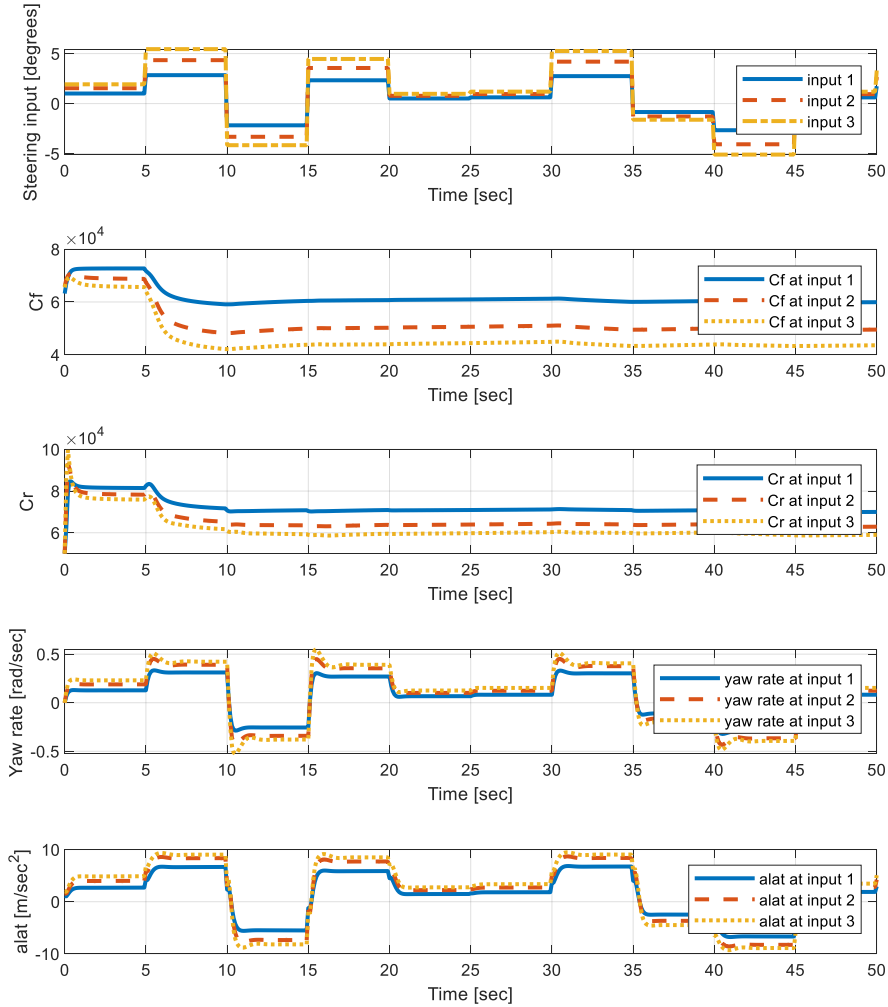 Steering input [degrees]
5
0
-5
input 1
input 2
input 3
0 5 10 15 20 25 30 35 40 45 50
Time [sec]
×10⁴
Cf
8
6
4
Cf at input 1
Cf at input 2
Cf at input 3
0 5 10 15 20 25 30 35 40 45 50
Time [sec]
×10⁴
Cr
10
8
6
Cr at input 1
Cr at input 2
Cr at input 3
0 5 10 15 20 25 30 35 40 45 50
Time [sec]
Yaw rate [rad/sec]
0.5
0
-0.5
yaw rate at input 1
yaw rate at input 2
yaw rate at input 3
0 5 10 15 20 25 30 35 40 45 50
Time [sec]
alat [m/sec²]
10
0
-10
alat at input 1
alat at input 2
alat at input 3
0 5 10 15 20 25 30 35 40 45 50
Time [sec]